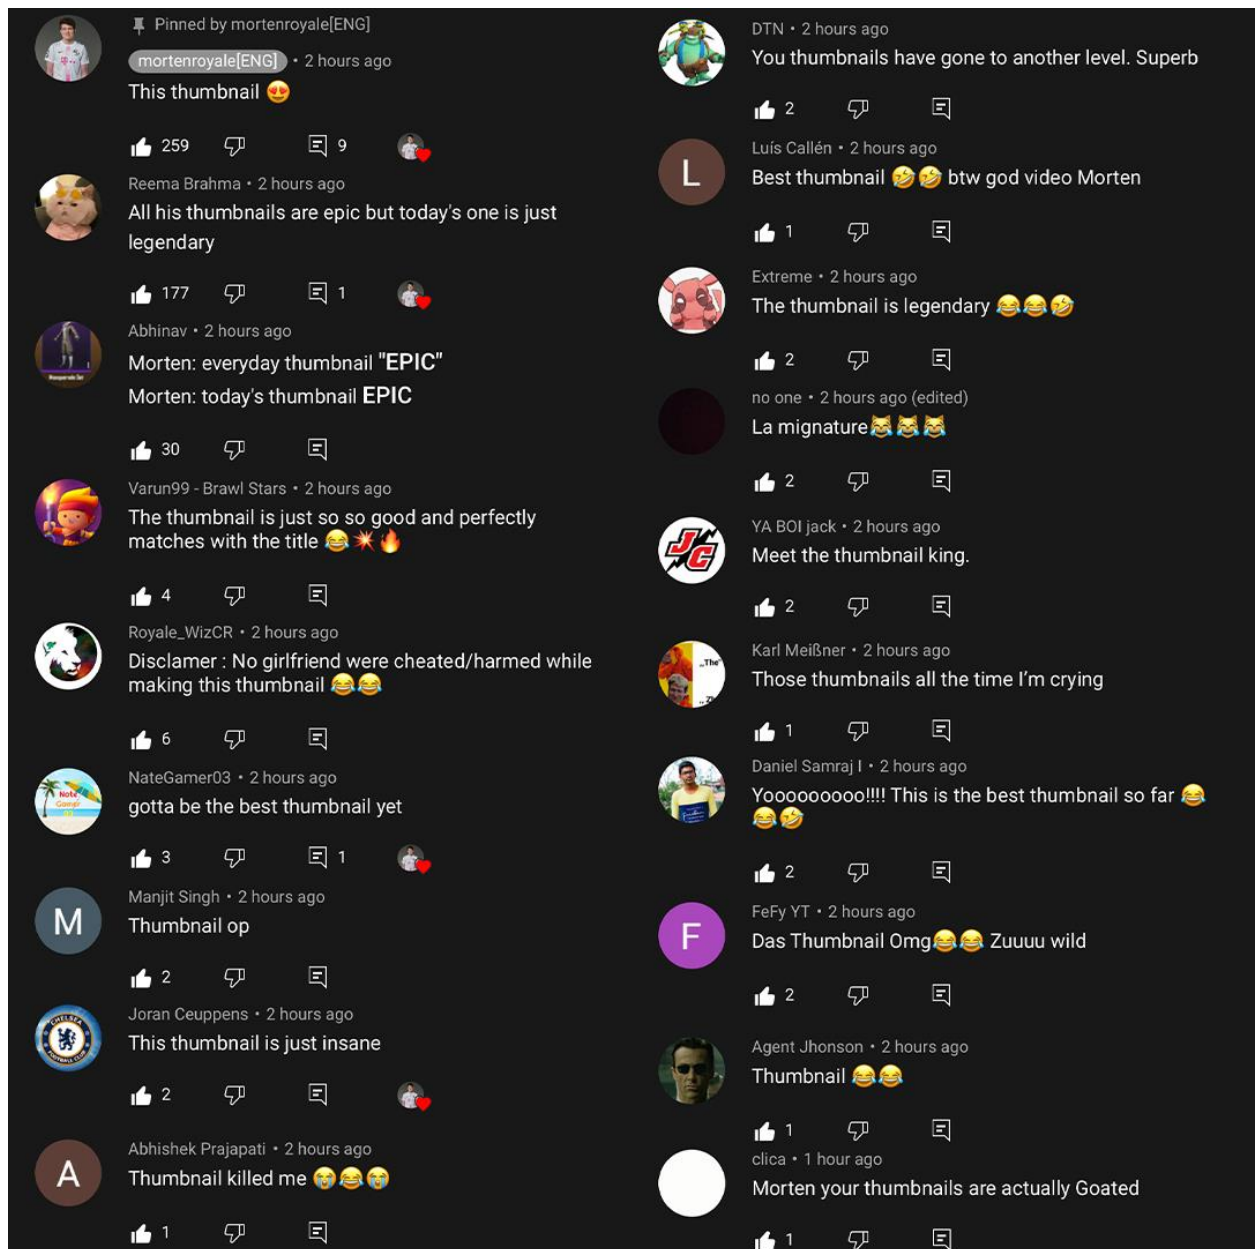 Pinned by mortenroyale[ENG]
mortenroyale[ENG] • 2 hours ago
This thumbnail 😍
259 9
Reema Brahma • 2 hours ago
All his thumbnails are epic but today's one is just
legendary
177 1
Abhinav • 2 hours ago
Morten: everyday thumbnail "EPIC"
Morten: today's thumbnail EPIC
30
Varun99 - Brawl Stars • 2 hours ago
The thumbnail is just so so good and perfectly
matches with the title 😂💥🔥
4
Royale_WizCR • 2 hours ago
Disclamer : No girlfriend were cheated/harmed while
making this thumbnail 😂😂
6
Note
Gamer
NateGamer03 • 2 hours ago
gotta be the best thumbnail yet
3 1
M
Manjit Singh • 2 hours ago
Thumbnail op
2
CHELSEA
FOOTBALL CLUB
Joran Ceuppens • 2 hours ago
This thumbnail is just insane
2
A
Abhishek Prajapati • 2 hours ago
Thumbnail killed me 😭😂😭
1
DTN • 2 hours ago
You thumbnails have gone to another level. Superb
2
L
Luís Callén • 2 hours ago
Best thumbnail 🤣🤣 btw god video Morten
1
Extreme • 2 hours ago
The thumbnail is legendary 😂😂🤣
2
no one • 2 hours ago (edited)
La mignature😹😹😹
2
JC
YA BOI jack • 2 hours ago
Meet the thumbnail king.
2
„The"
Karl Meißner • 2 hours ago
Those thumbnails all the time I'm crying
1
Daniel Samraj I • 2 hours ago
Yooooooooo!!!! This is the best thumbnail so far 😂
😂🤣
2
F
FeFy YT • 2 hours ago
Das Thumbnail Omg😂😂 Zuuuu wild
2
Agent Jhonson • 2 hours ago
Thumbnail 😂😂
1
clica • 1 hour ago
Morten your thumbnails are actually Goated
1